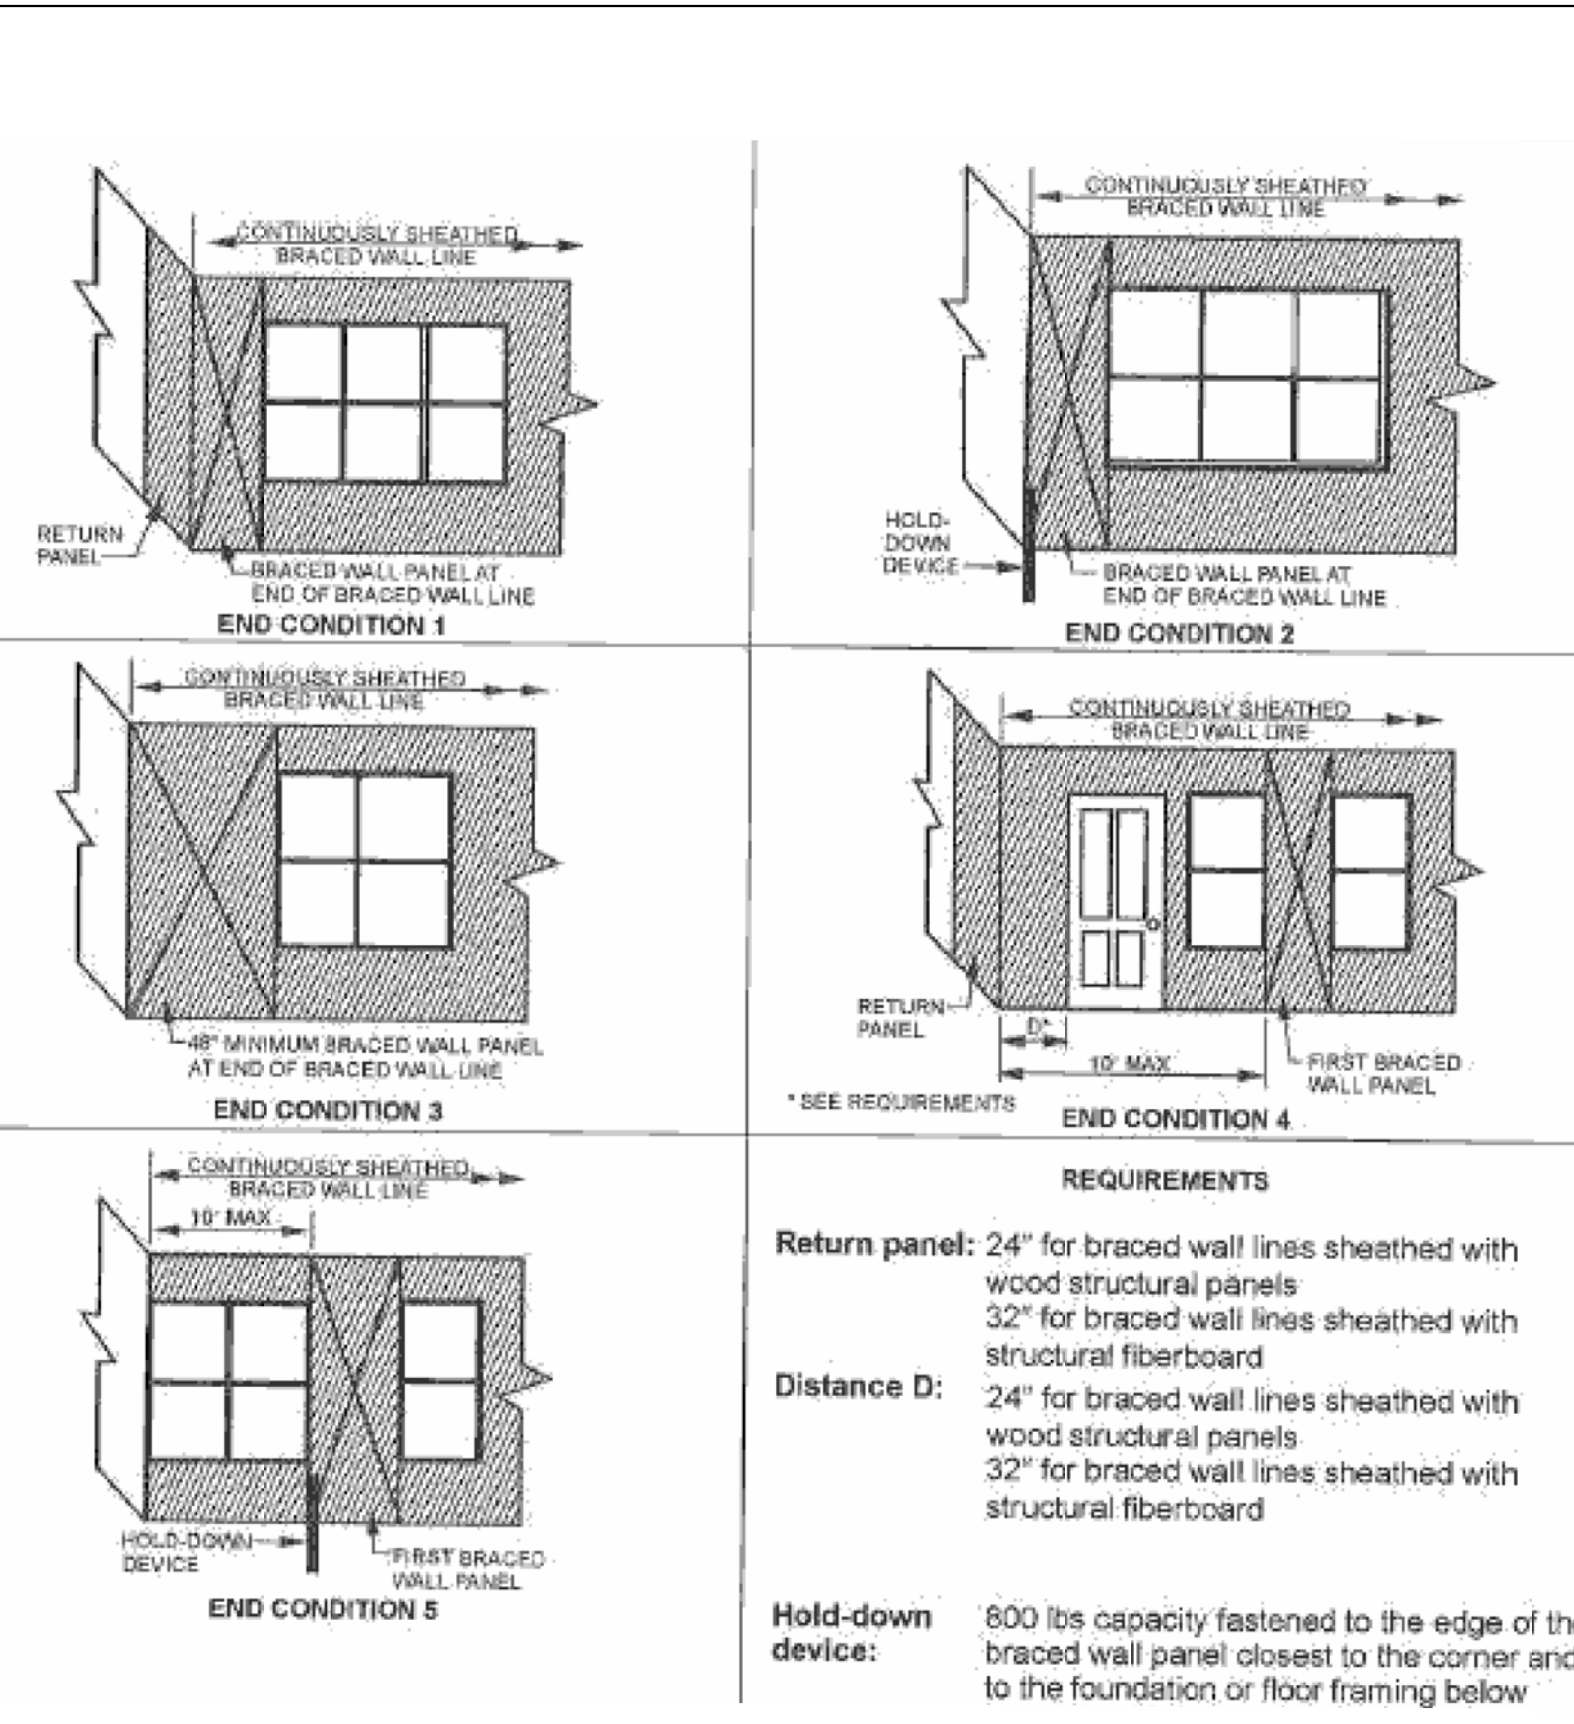 CONTINUOUSLY SHEATHED
BRACED WALL LINE
RETURN
PANEL
BRACED WALL PANEL AT
END OF BRACED WALL LINE
END CONDITION 1
CONTINUOUSLY SHEATHED
BRACED WALL LINE
HOLD-
DOWN
DEVICE
BRACED WALL PANEL AT
END OF BRACED WALL LINE
END CONDITION 2
CONTINUOUSLY SHEATHED
BRACED WALL LINE
48" MINIMUM BRACED WALL PANEL
AT END OF BRACED WALL LINE
END CONDITION 3
CONTINUOUSLY SHEATHED
BRACED WALL LINE
RETURN
PANEL
D*
10' MAX
FIRST BRACED
WALL PANEL
* SEE REQUIREMENTS
END CONDITION 4
CONTINUOUSLY SHEATHED
BRACED WALL LINE
10' MAX
HOLD-DOWN
DEVICE
FIRST BRACED
WALL PANEL
END CONDITION 5
REQUIREMENTS
Return panel: 24" for braced wall lines sheathed with
wood structural panels
32" for braced wall lines sheathed with
structural fiberboard
Distance D: 24" for braced wall lines sheathed with
wood structural panels
32" for braced wall lines sheathed with
structural fiberboard
Hold-down device: 800 lbs capacity fastened to the edge of the
braced wall panel closest to the corner and
to the foundation or floor framing below